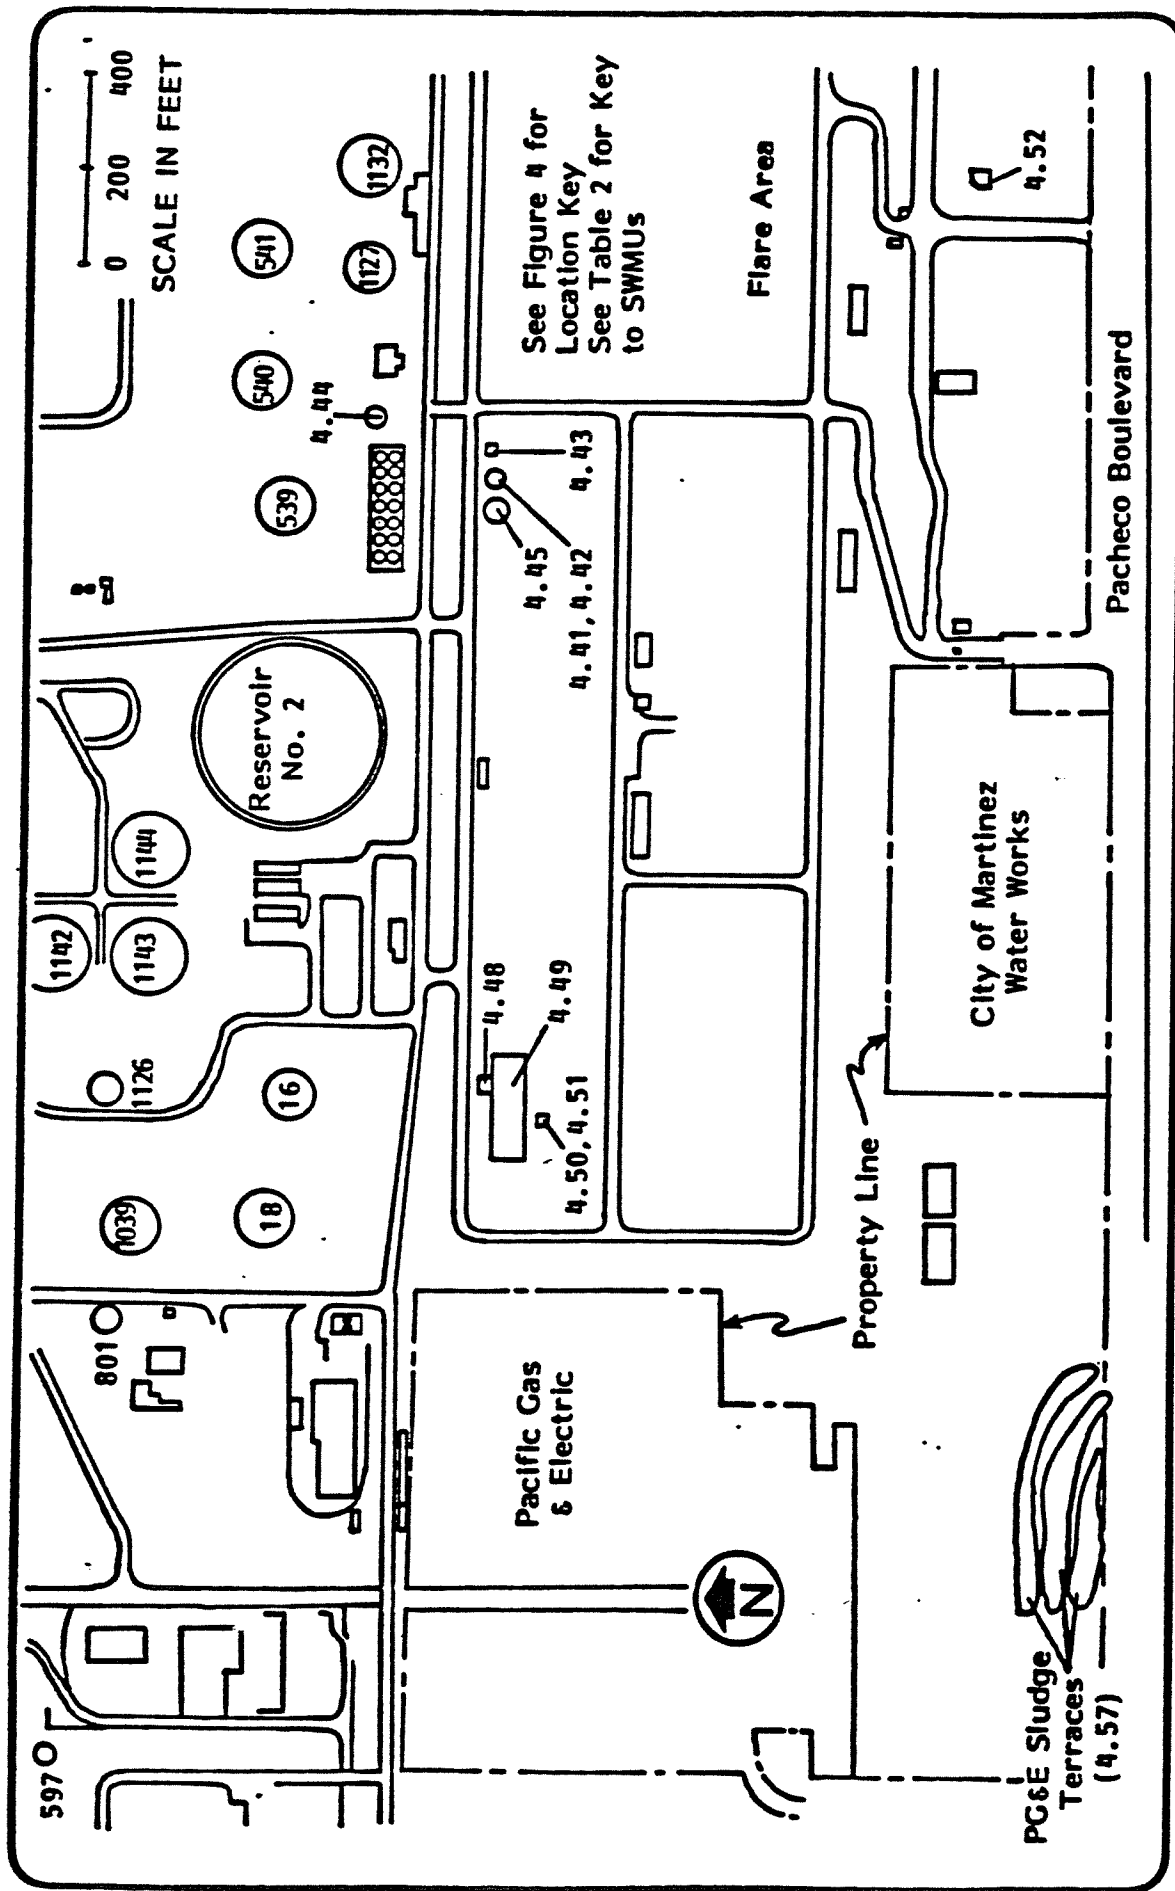 0 200 400
SCALE IN FEET
597
801
1039
1126
1142
1143
1144
18
16
Reservoir
No. 2
539
540
541
4.44
1127
1132
See Figure 4 for
Location Key
See Table 2 for Key
to SWMUs
Pacific Gas
& Electric
4.48
4.49
4.50, 4.51
4.45
4.41, 4.42
4.43
Flare Area
N
Property Line
City of Martinez
Water Works
4.52
PG&E Sludge
Terraces
(4.57)
Pacheco Boulevard